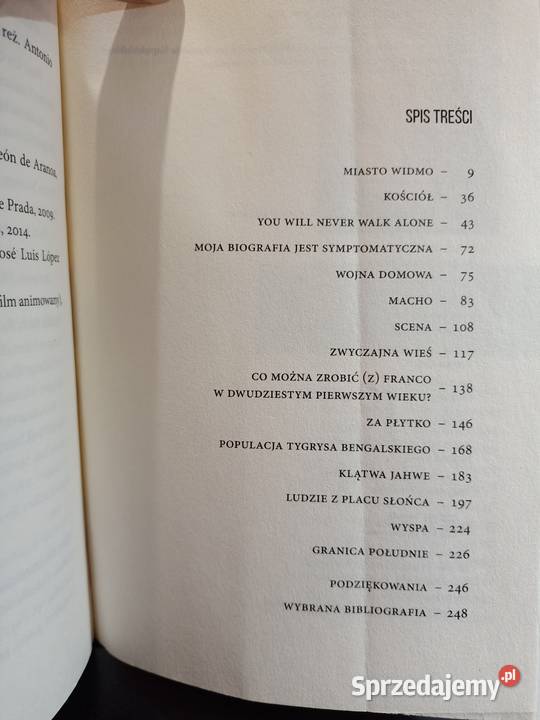 reż. Antonio
eón de Aranoa,
e Prada, 2009.
, 2014.
osé Luis Lóper
film animowany).
SPIS TREŚCI
MIASTO WIDMO – 9
KOŚCIÓŁ – 36
YOU WILL NEVER WALK ALONE – 43
MOJA BIOGRAFIA JEST SYMPTOMATYCZNA – 72
WOJNA DOMOWA – 75
MACHO – 83
SCENA – 108
ZWYCZAJNA WIEŚ – 117
CO MOŻNA ZROBIĆ (Z) FRANCO
W DWUDZIESTYM PIERWSZYM WIEKU? – 138
ZA PŁYTKO – 146
POPULACJA TYGRYSA BENGALSKIEGO – 168
KLĄTWA JAHWE – 183
LUDZIE Z PLACU SŁOŃCA – 197
WYSPA – 224
GRANICA POŁUDNIE – 226
PODZIĘKOWANIA – 246
WYBRANA BIBLIOGRAFIA – 248
Sprzedajemy.pl